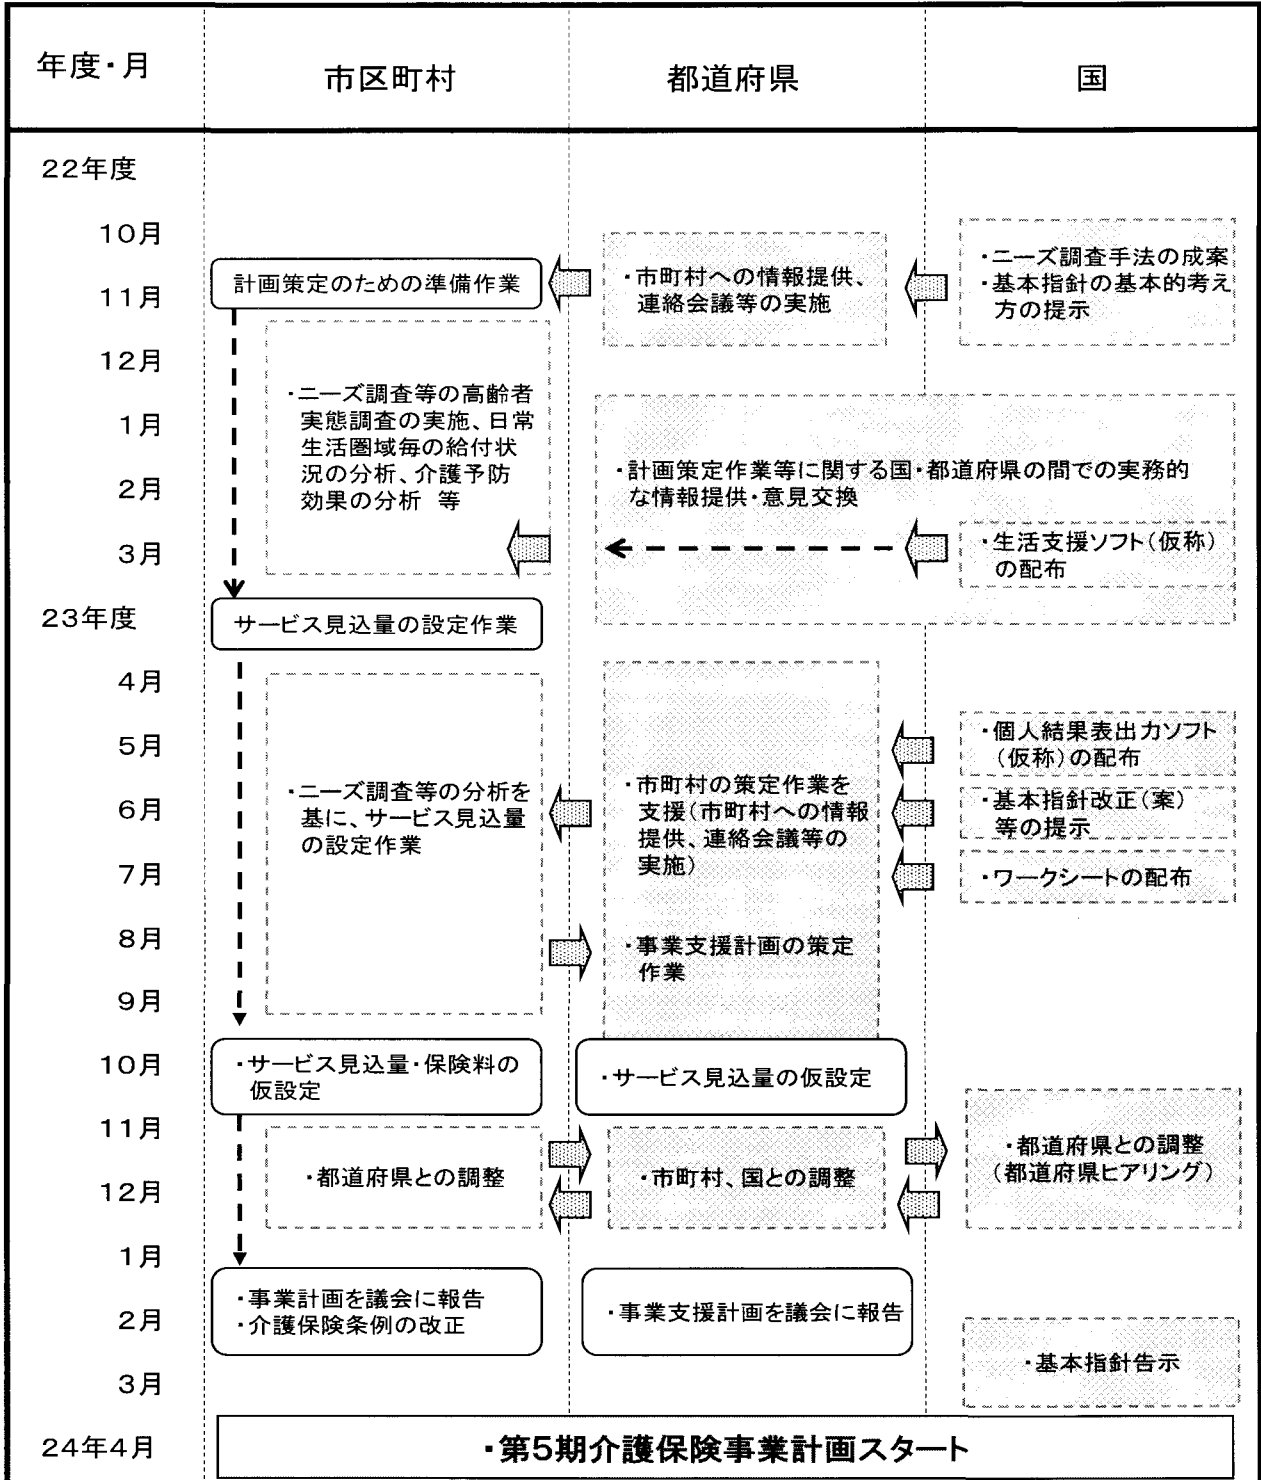 年度・月
市区町村
都道府県
国
22年度
10月
11月
12月
1月
2月
3月
23年度
4月
5月
6月
7月
8月
9月
10月
11月
12月
1月
2月
3月
24年4月
計画策定のための準備作業
・市町村への情報提供、
連絡会議等の実施
・ニーズ調査手法の成案
・基本指針の基本的考え
方の提示
・ニーズ調査等の高齢者
実態調査の実施、日常
生活圏域毎の給付状
況の分析、介護予防
効果の分析 等
・計画策定作業等に関する国・都道府県の間での実務的
な情報提供・意見交換
・生活支援ソフト(仮称)
の配布
サービス見込量の設定作業
・ニーズ調査等の分析を
基に、サービス見込量
の設定作業
・市町村の策定作業を
支援(市町村への情報
提供、連絡会議等の
実施)
・事業支援計画の策定
作業
・個人結果表出力ソフト
(仮称)の配布
・基本指針改正(案)
等の提示
・ワークシートの配布
・サービス見込量・保険料の
仮設定
・サービス見込量の仮設定
・都道府県との調整
・市町村、国との調整
・都道府県との調整
(都道府県ヒアリング)
・事業計画を議会に報告
・介護保険条例の改正
・事業支援計画を議会に報告
・基本指針告示
・第5期介護保険事業計画スタート